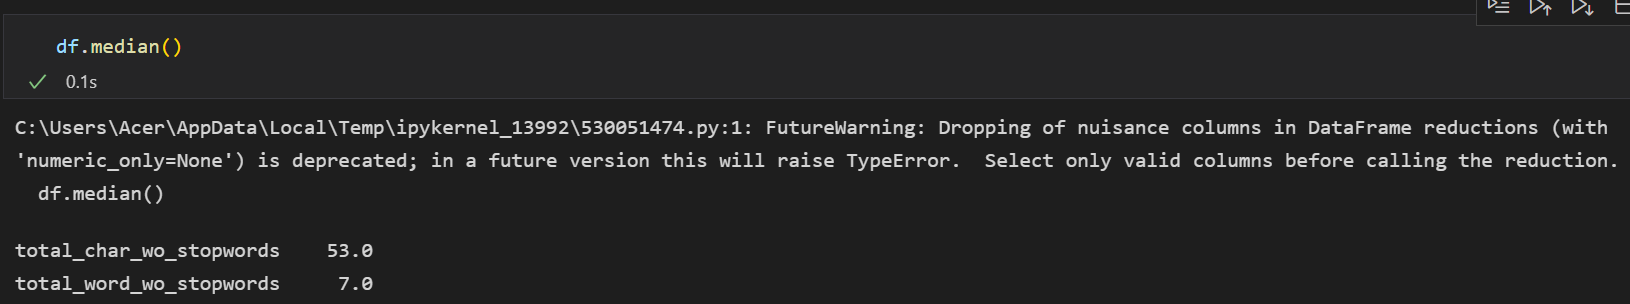 df.median()
0.1s
C:\Users\Acer\AppData\Local\Temp\ipykernel_13992\530051474.py:1: FutureWarning: Dropping of nuisance columns in DataFrame reductions (with
'numeric_only=None') is deprecated; in a future version this will raise TypeError.  Select only valid columns before calling the reduction.
  df.median()
total_char_wo_stopwords    53.0
total_word_wo_stopwords     7.0